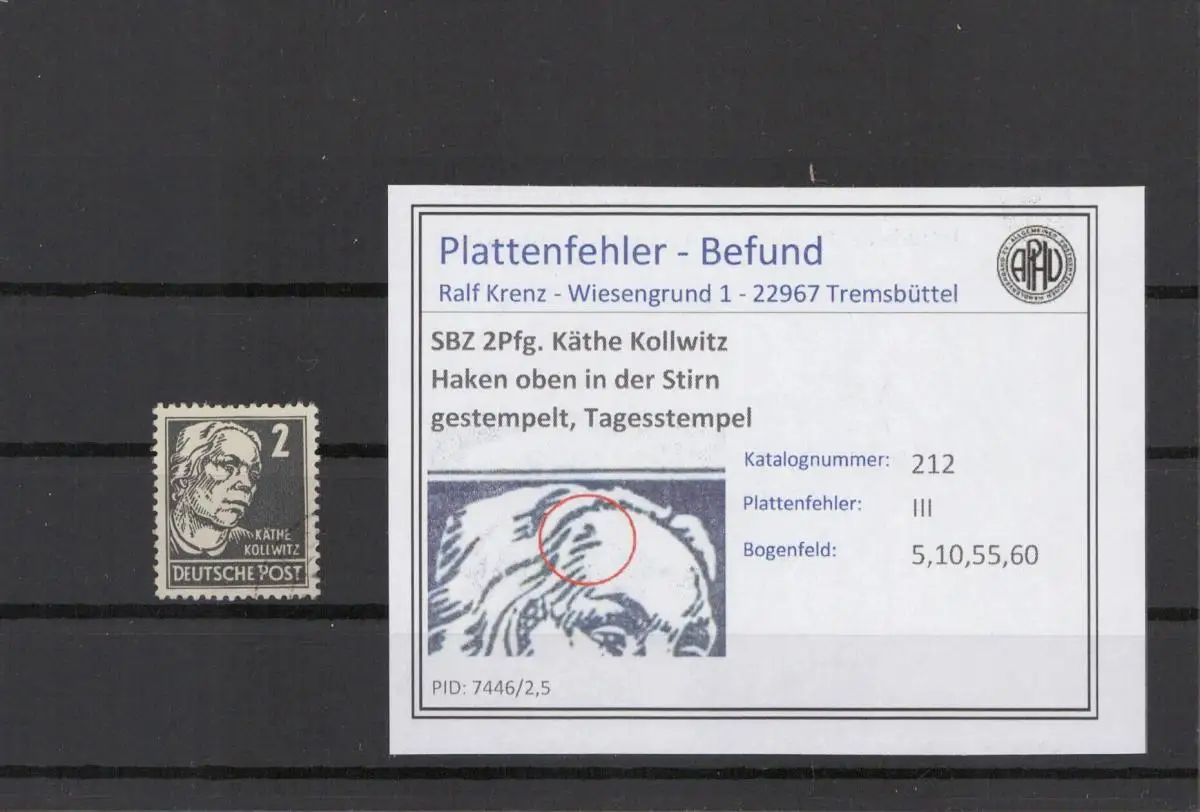 2
KÄTHE
KOLLWITZ
DEUTSCHE POST
Plattenfehler - Befund
Ralf Krenz - Wiesengrund 1 - 22967 Tremsbüttel
APHV
SBZ 2Pfg. Käthe Kollwitz
Haken oben in der Stirn
gestempelt, Tagesstempel
Katalognummer: 212
Plattenfehler: III
Bogenfeld: 5,10,55,60
PID: 7446/2,5